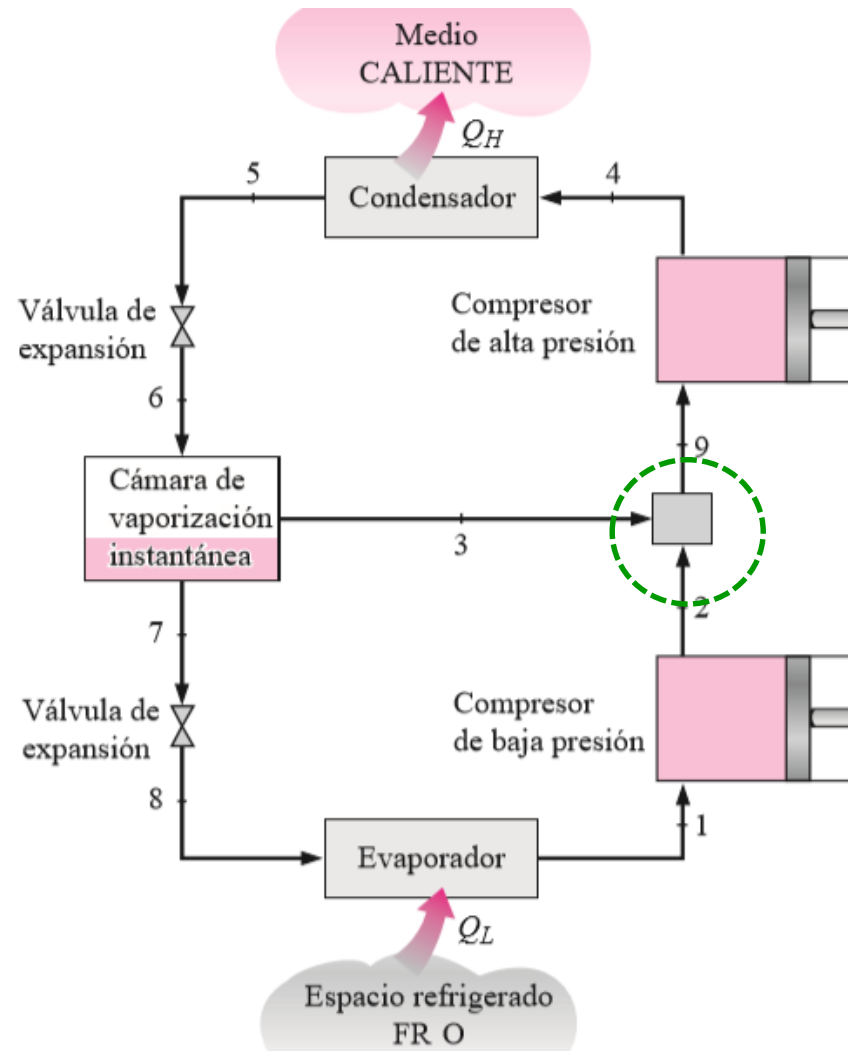 Medio
CALIENTE
Q_H
5
4
Condensador
Válvula de
expansión
Compresor
de alta presión
6
9
Cámara de
vaporización
instantánea
3
2
7
Válvula de
expansión
Compresor
de baja presión
8
1
Evaporador
Q_L
Espacio refrigerado
FR O